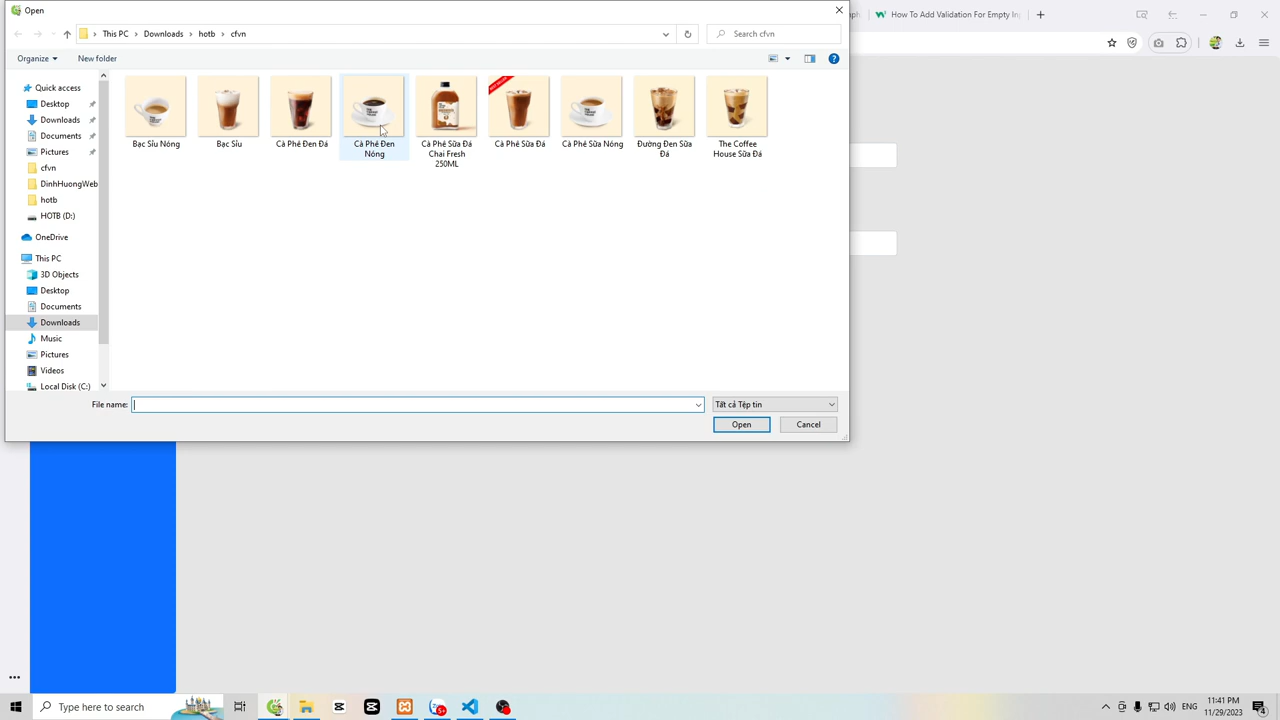 Open
How To Add Validation For Empty In
This PC
Downloads
hotb
cfvn
Search cfvn
Organize
New folder
Quick access
Desktop
Downloads
Documents
Pictures
cfvn
DinhHuongWeb
hotb
HOTB (D:)
OneDrive
This PC
3D Objects
Desktop
Documents
Downloads
Music
Pictures
Videos
Local Disk (C:)
Bạc Sỉu Nóng
Bạc Sỉu
Cà Phê Đen Đá
Cà Phê Đen
Nóng
Cà Phê Sữa Đá
Chai Fresh
250ML
Cà Phê Sữa Đá
Cà Phê Sữa Nóng
Đường Đen Sữa
Đá
The Coffee
House Sữa Đá
File name:
Tất cả Tệp tin
Open
Cancel
Type here to search
5+
ENG
11:41 PM
11/29/2023
4